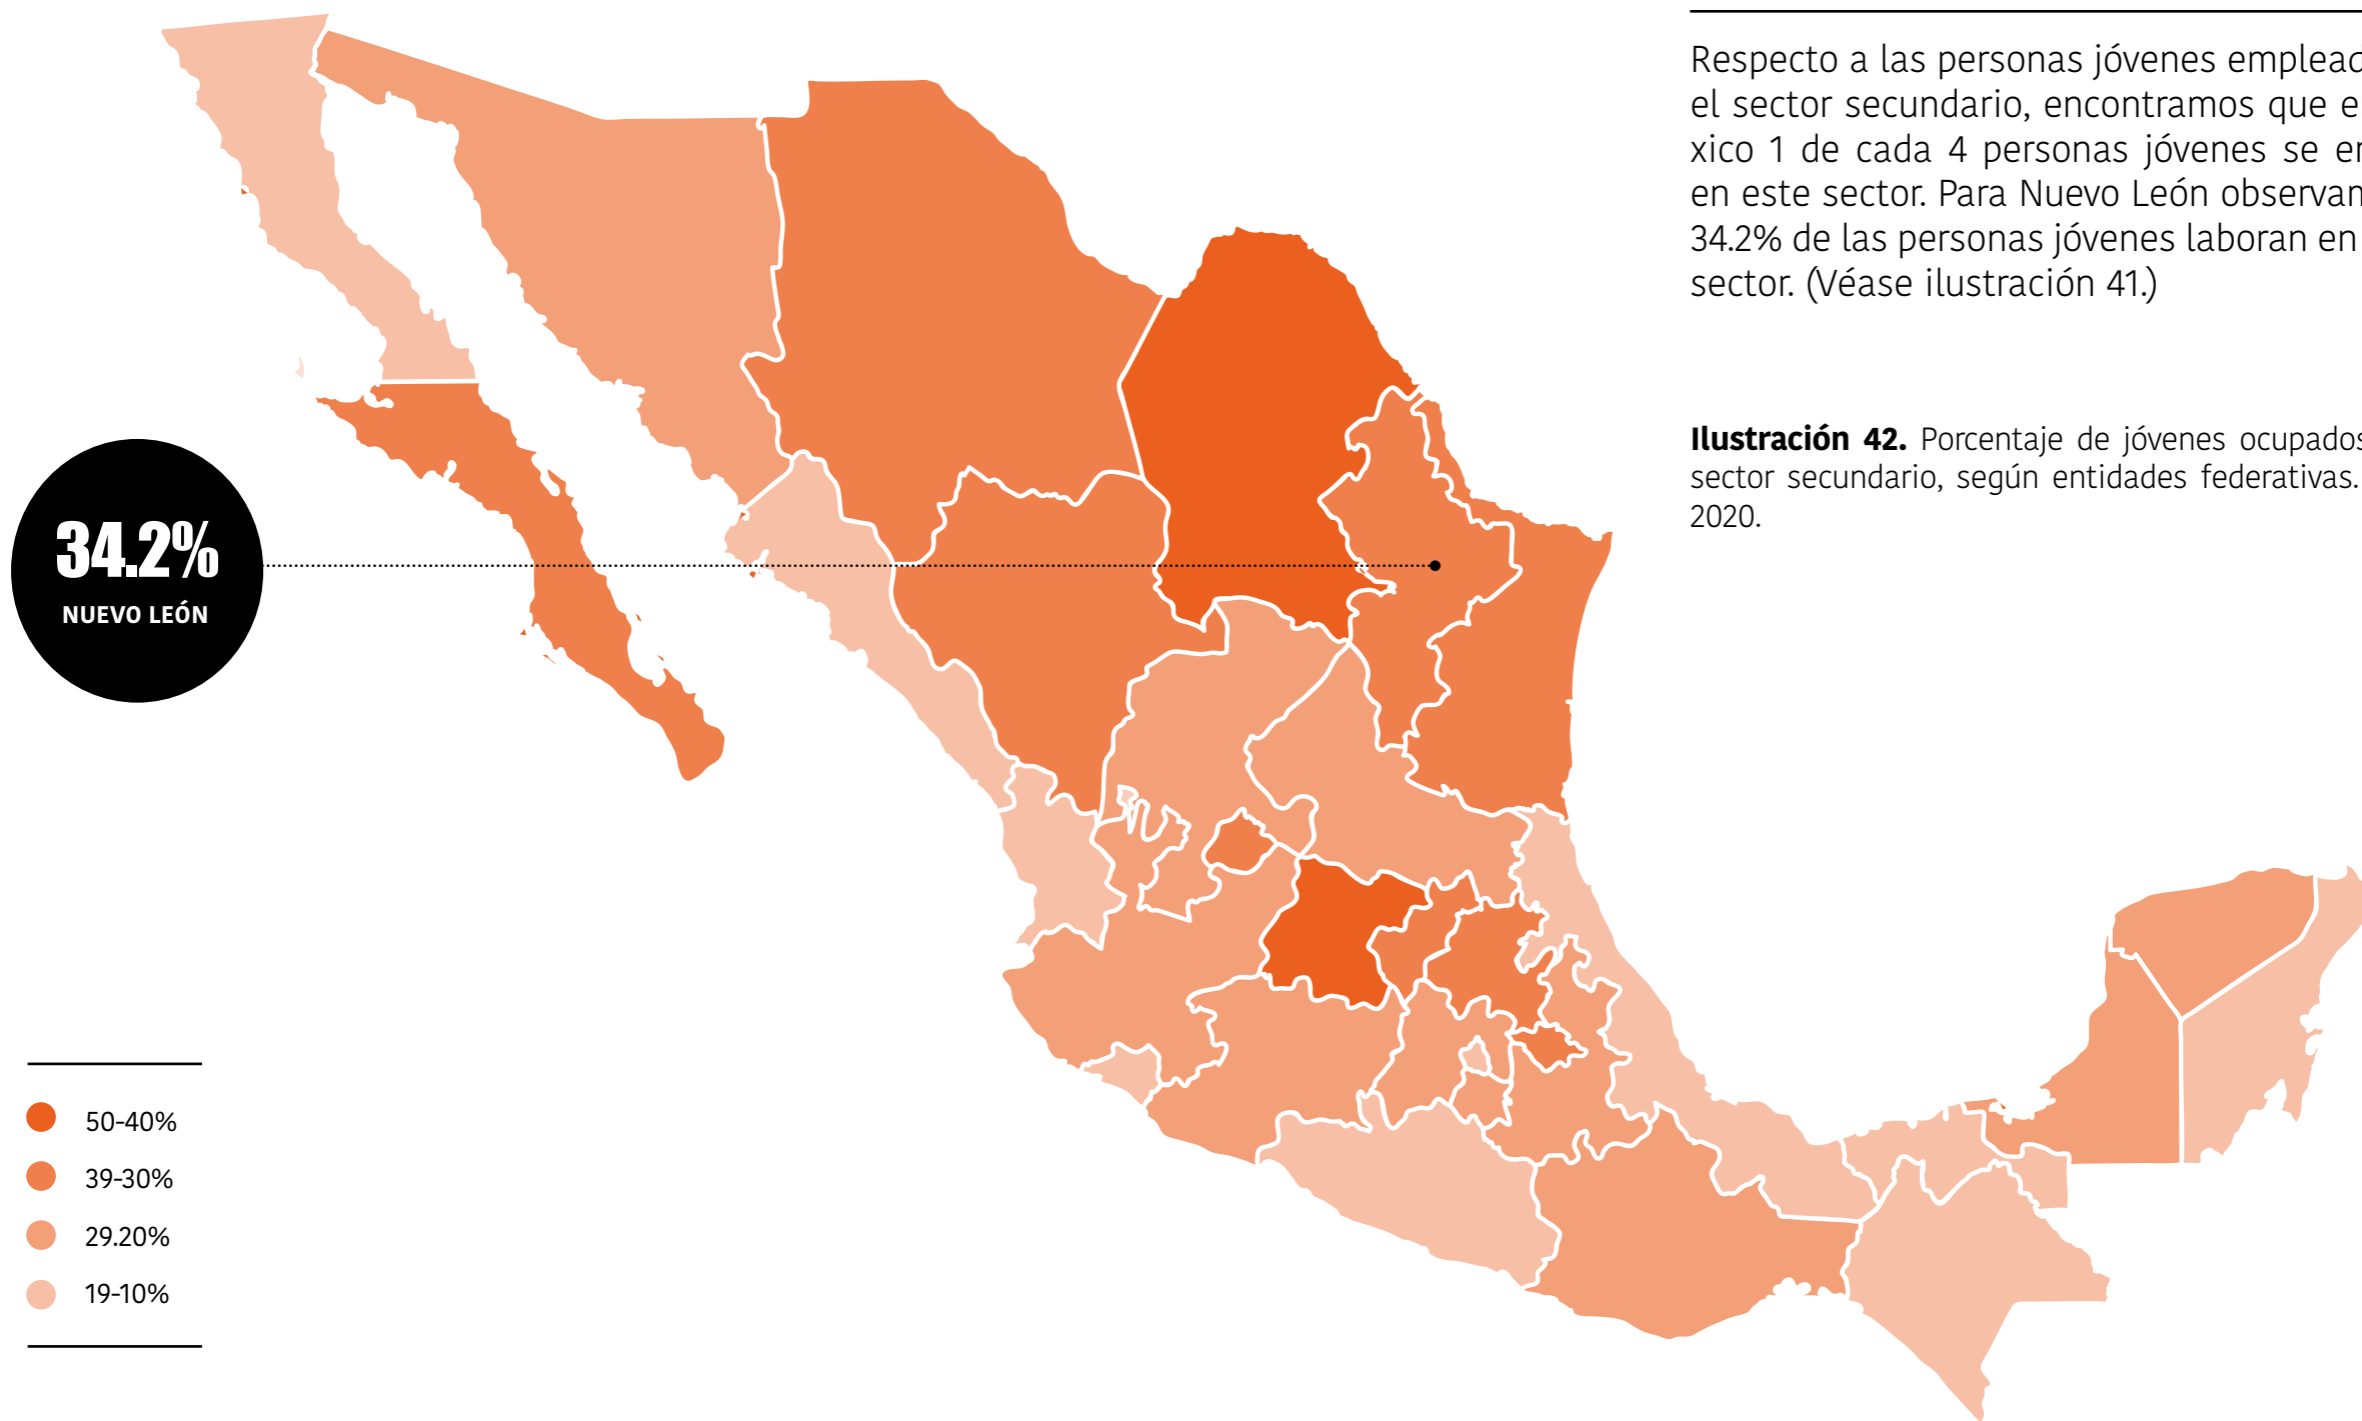 Respecto a las personas jóvenes emplead
el sector secundario, encontramos que e
xico 1 de cada 4 personas jóvenes se en
en este sector. Para Nuevo León observan
34.2% de las personas jóvenes laboran en
sector. (Véase ilustración 41.)
Ilustración 42. Porcentaje de jóvenes ocupados
sector secundario, según entidades federativas.
2020.
34.2%
NUEVO LEÓN
50-40%
39-30%
29.20%
19-10%